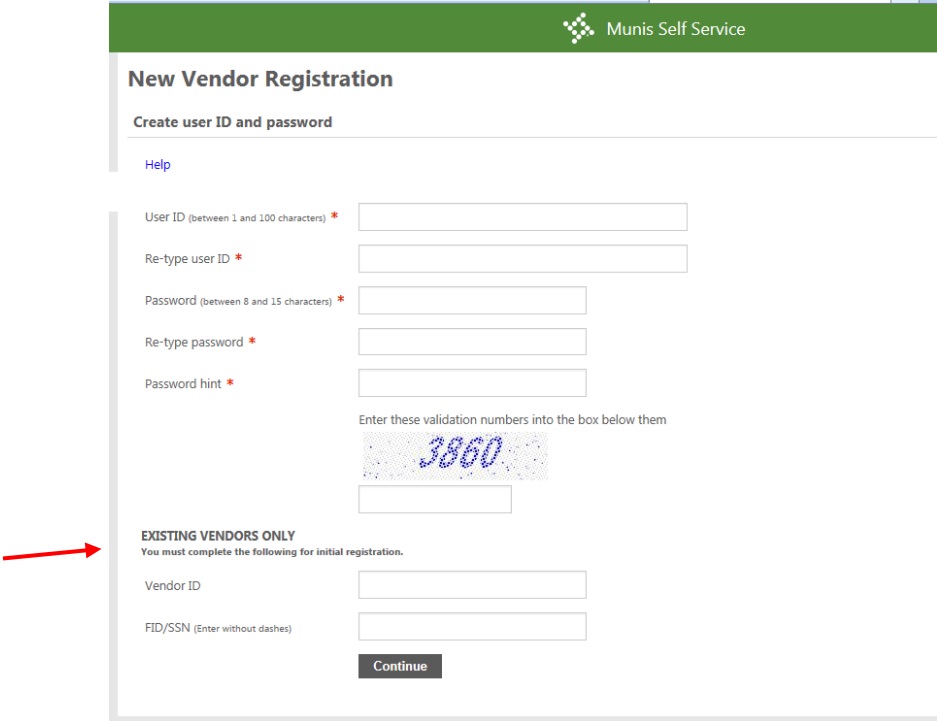 Munis Self Service
New Vendor Registration
Create user ID and password
Help
User ID (between 1 and 100 characters) *
Re-type user ID *
Password (between 8 and 15 characters) *
Re-type password *
Password hint *
Enter these validation numbers into the box below them
3860
EXISTING VENDORS ONLY
You must complete the following for initial registration.
Vendor ID
FID/SSN (Enter without dashes)
Continue